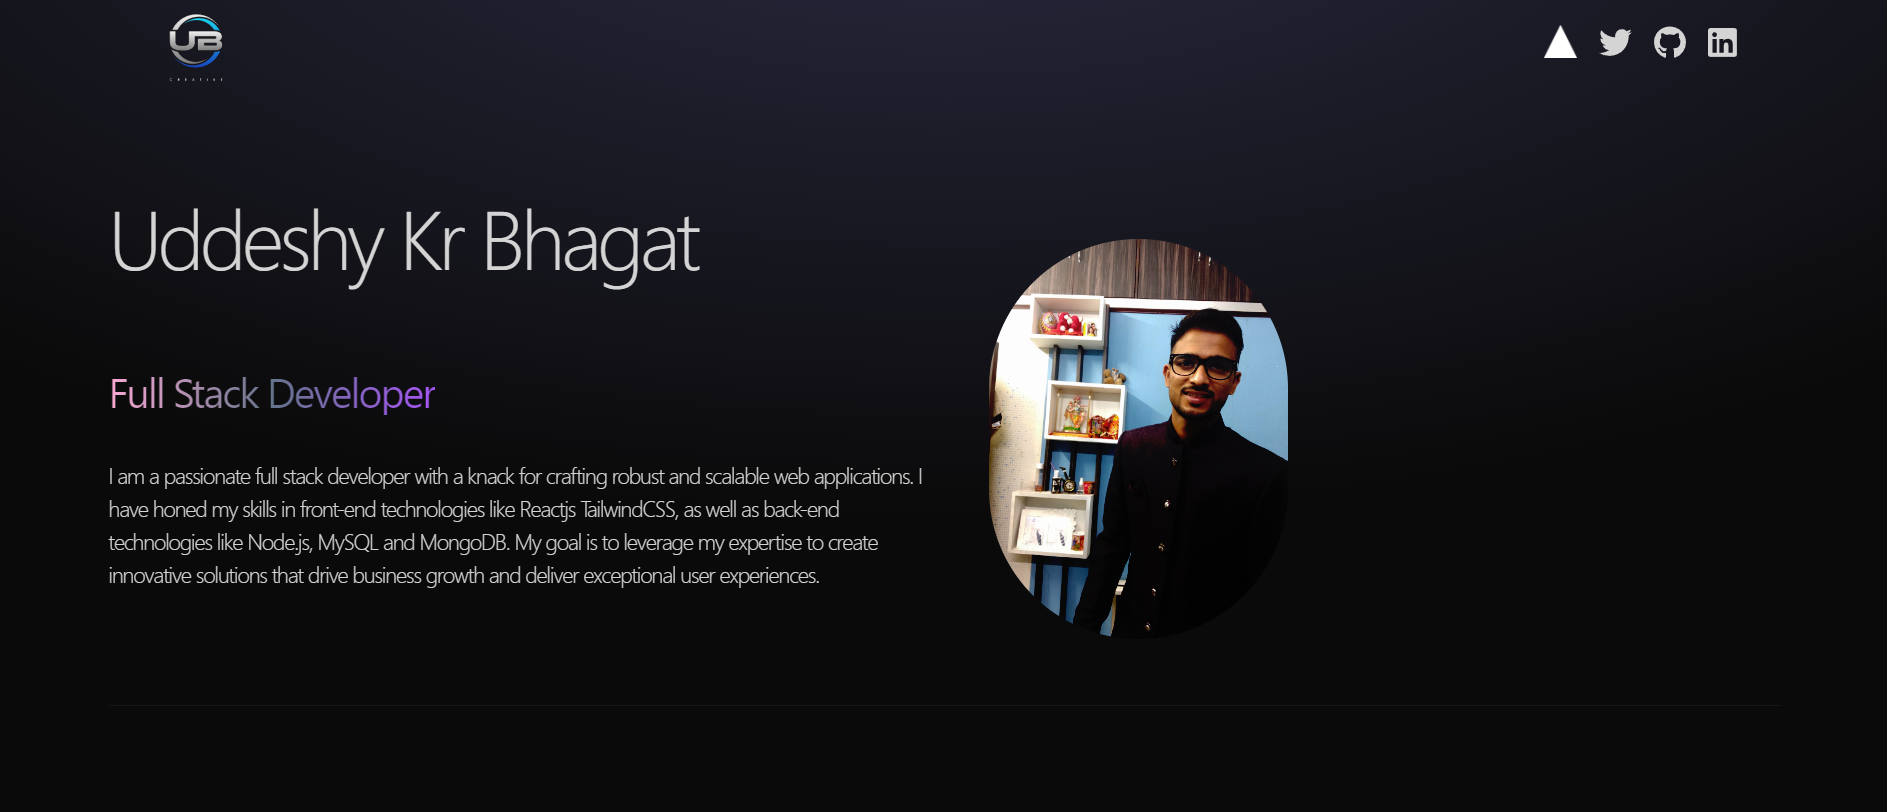 UB
CREATIVE
in
Uddeshy Kr Bhagat
Full Stack Developer
I am a passionate full stack developer with a knack for crafting robust and scalable web applications. I
have honed my skills in front-end technologies like Reactjs TailwindCSS, as well as back-end
technologies like Node.js, MySQL and MongoDB. My goal is to leverage my expertise to create
innovative solutions that drive business growth and deliver exceptional user experiences.